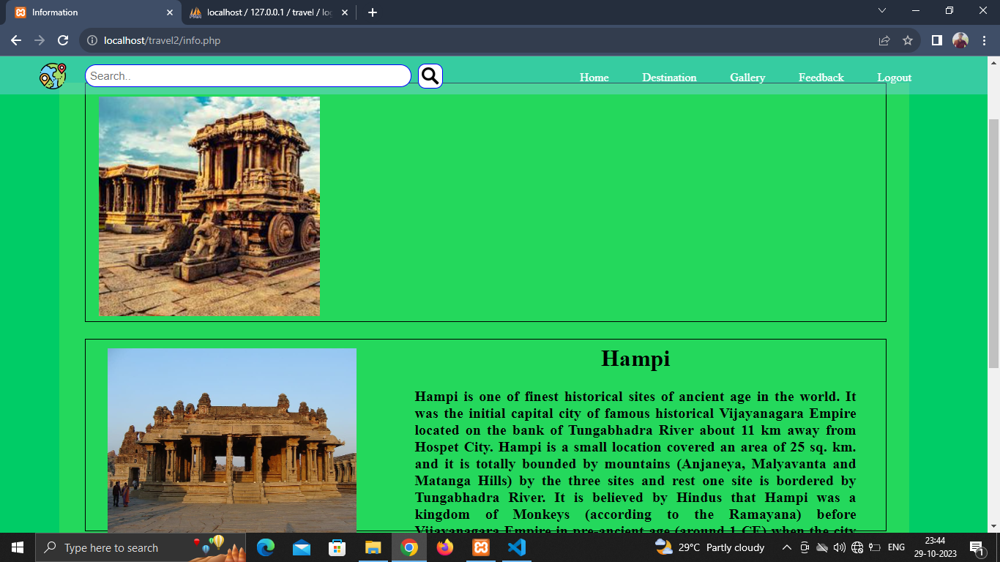 Information
localhost / 127.0.0.1 / travel / lo
localhost/travel2/info.php
Search..
Home Destination Gallery Feedback Logout
Hampi
Hampi is one of finest historical sites of ancient age in the world. It
was the initial capital city of famous historical Vijayanagara Empire
located on the bank of Tungabhadra River about 11 km away from
Hospet City. Hampi is a small location covered an area of 25 sq. km.
and it is totally bounded by mountains (Anjaneya, Malyavanta and
Matanga Hills) by the three sites and rest one site is bordered by
Tungabhadra River. It is believed by Hindus that Hampi was a
kingdom of Monkeys (according to the Ramayana) before
Vijayanagara Empire in pre-ancient age (around 1 CE) when the city
Type here to search
29°C Partly cloudy
ENG
23:44
29-10-2023
1